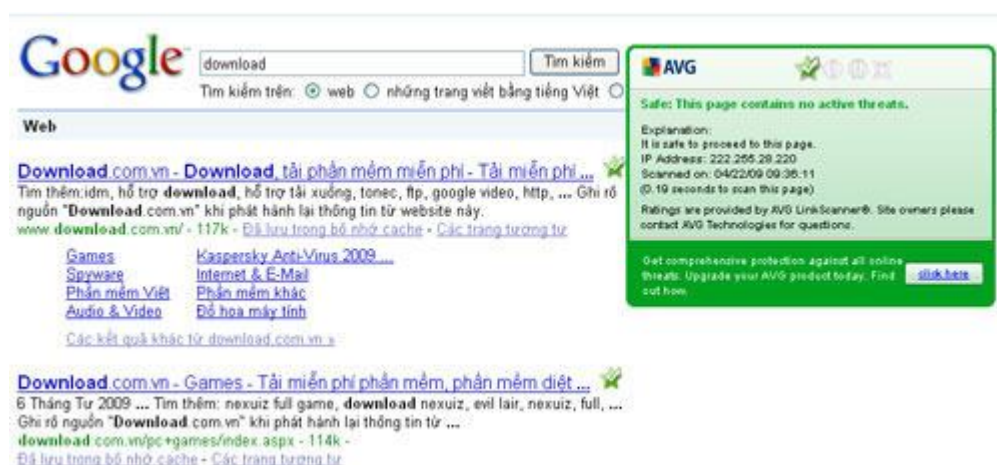 Google
download
Tìm kiếm
Tìm kiếm trên: web những trang viết bằng tiếng Việt
Web
Download.com.vn - Download, tải phần mềm miễn phí - Tải miễn phí ...
Tìm thêm:idm, hỗ trợ download, hỗ trợ tải xuống, tonec, ftp, google video, http, ... Ghi rõ
nguồn "Download.com.vn" khi phát hành lại thông tin từ website này.
www.download.com.vn/ - 117k - Đã lưu trong bộ nhớ cache - Các trang tương tự
Games Kaspersky Anti-Virus 2009 ...
Spyware Internet & E-Mail
Phần mềm Việt Phần mềm khác
Audio & Video Đồ họa máy tính
Các kết quả khác từ download.com.vn »
Download.com.vn - Games - Tải miễn phí phần mềm, phần mềm diệt ...
6 Tháng Tư 2009 ... Tìm thêm: nexuiz full game, download nexuiz, evil lair, nexuiz, full, ...
Ghi rõ nguồn "Download.com.vn" khi phát hành lại thông tin từ ...
download.com.vn/pc+games/index.aspx - 114k -
Đã lưu trong bộ nhớ cache - Các trang tương tự
AVG
Safe: This page contains no active threats.
Explanation:
It is safe to proceed to this page.
IP Address: 222.255.28.220
Scanned on: 04/22/09 09:36:11
(0.19 seconds to scan this page)
Ratings are provided by AVG LinkScanner®. Site owners please
contact AVG Technologies for questions.
Get comprehensive protection against all online
threats. Upgrade your AVG product today. Find
out how.
click here